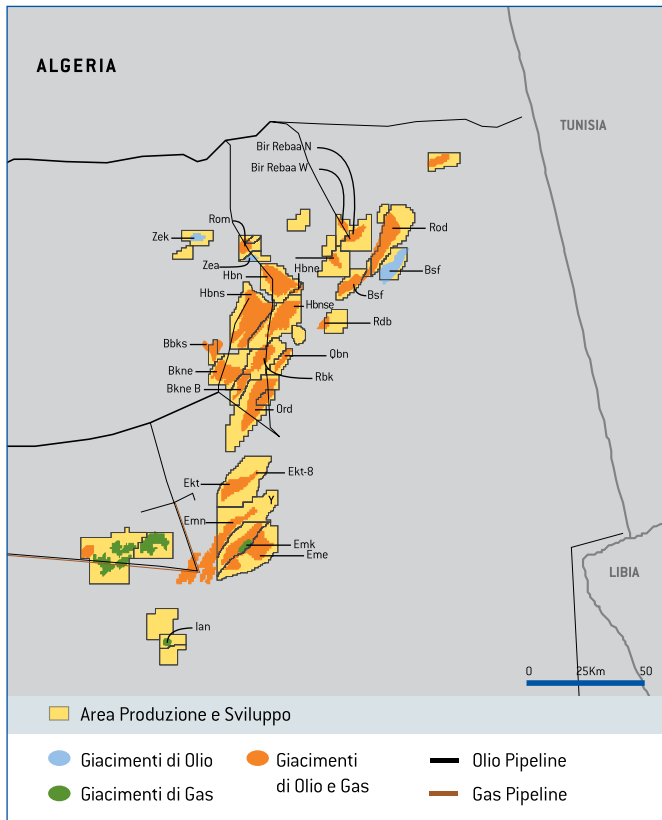 ALGERIA
TUNISIA
Bir Rebaa N
Bir Rebaa W
Rom
Zek
Rod
Zea
Hbn
Hbne
Bsf
Hbns
Bsf
Hbnse
Rdb
Bbks
Qbn
Bkne
Rbk
Bkne B
Ord
Ekt
Ekt-8
Y
Emn
Emk
Eme
LIBIA
Ian
0 25Km 50
Area Produzione e Sviluppo
Giacimenti di Olio
Giacimenti di Gas
Giacimenti
di Olio e Gas
Olio Pipeline
Gas Pipeline